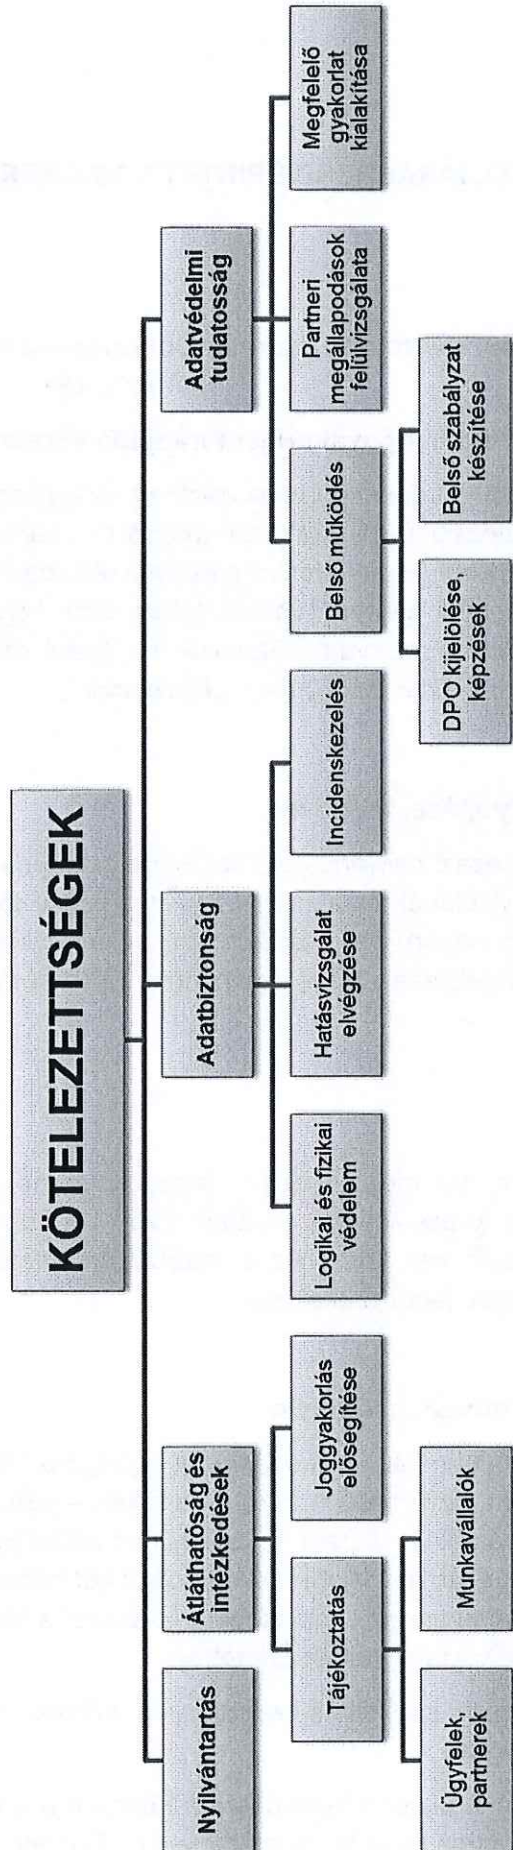 KÖTELEZETTSÉGEK
Nyilvántartás
Átláthatóság és
intézkedések
Adatbiztonság
Adatvédelmi
tudatosság
Tájékoztatás
Joggyakorlás
elősegítése
Logikai és fizikai
védelem
Hatásvizsgálat
elvégzése
Incidenskezelés
Belső működés
Partneri
megállapodások
felülvizsgálata
Megfelelő
gyakorlat
kialakítása
Ügyfelek,
partnerek
Munkavállalók
DPO kijelölése,
képzések
Belső szabályzat
készítése